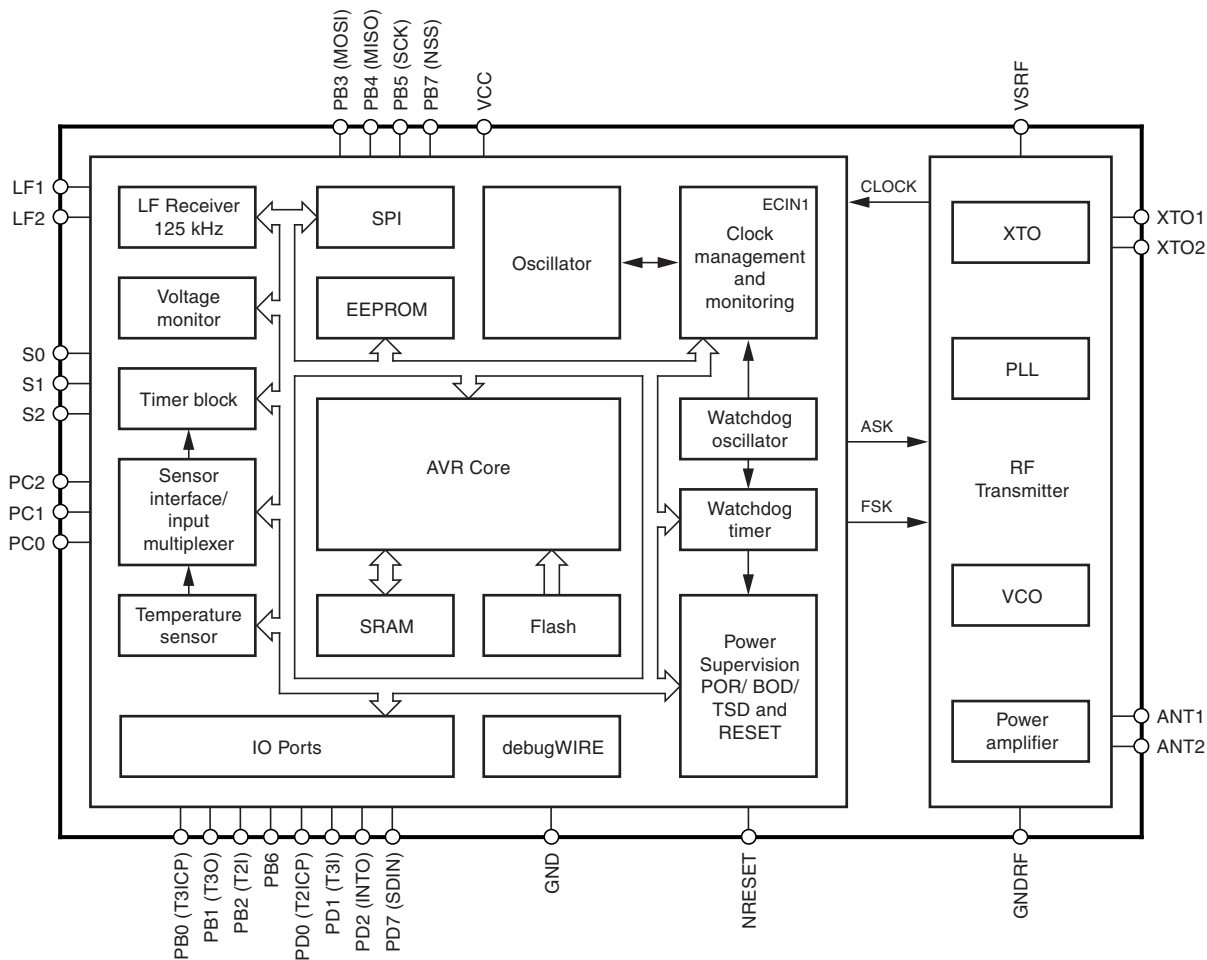 PB3 (MOSI)
PB4 (MISO)
PB5 (SCK)
PB7 (NSS)
VCC
VSRF
LF1
LF2
S0
S1
S2
PC2
PC1
PC0
LF Receiver
125 kHz
SPI
Oscillator
ECIN1
Clock
management
and
monitoring
Voltage
monitor
EEPROM
Timer block
AVR Core
Watchdog
oscillator
Sensor
interface/
input
multiplexer
Watchdog
timer
Temperature
sensor
SRAM
Flash
Power
Supervision
POR/ BOD/
TSD and
RESET
IO Ports
debugWIRE
CLOCK
ASK
FSK
XTO
PLL
RF
Transmitter
VCO
Power
amplifier
XTO1
XTO2
ANT1
ANT2
PB0 (T3ICP)
PB1 (T3O)
PB2 (T2I)
PB6
PD0 (T2ICP)
PD1 (T3I)
PD2 (INTO)
PD7 (SDIN)
GND
NRESET
GNDRF